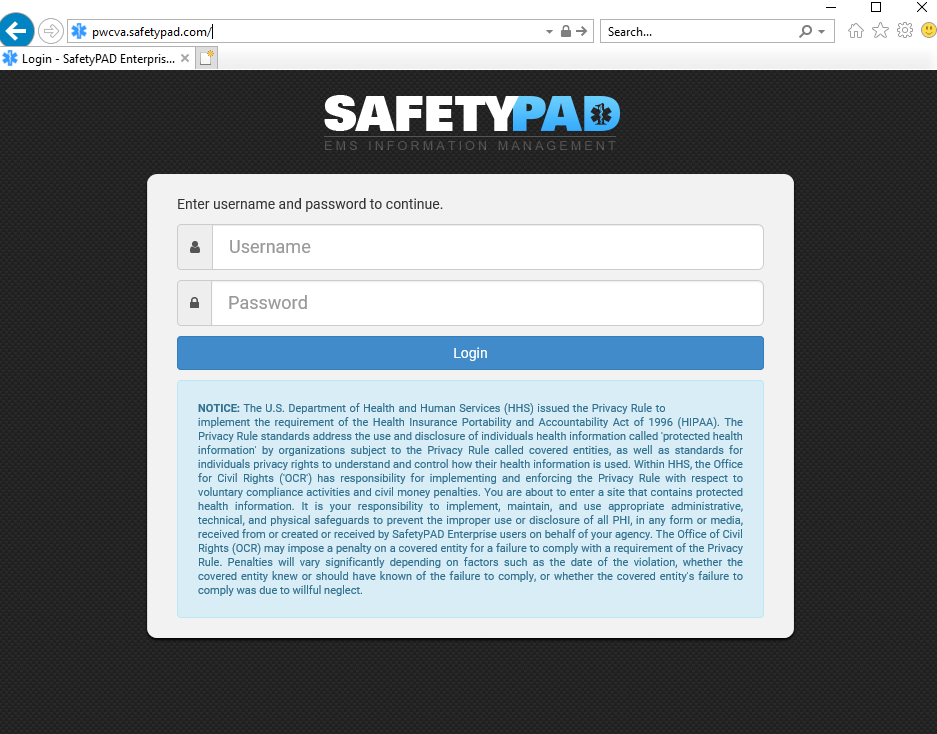 pwcva.safetypad.com/
Search...
Login - SafetyPAD Enterpris...
SAFETYPAD
EMS INFORMATION MANAGEMENT
Enter username and password to continue.
Username
Password
Login
NOTICE: The U.S. Department of Health and Human Services (HHS) issued the Privacy Rule to
implement the requirement of the Health Insurance Portability and Accountability Act of 1996 (HIPAA). The
Privacy Rule standards address the use and disclosure of individuals health information called 'protected health
information' by organizations subject to the Privacy Rule called covered entities, as well as standards for
individuals privacy rights to understand and control how their health information is used. Within HHS, the Office
for Civil Rights ('OCR') has responsibility for implementing and enforcing the Privacy Rule with respect to
voluntary compliance activities and civil money penalties. You are about to enter a site that contains protected
health information. It is your responsibility to implement, maintain, and use appropriate administrative,
technical, and physical safeguards to prevent the improper use or disclosure of all PHI, in any form or media,
received from or created or received by SafetyPAD Enterprise users on behalf of your agency. The Office of Civil
Rights (OCR) may impose a penalty on a covered entity for a failure to comply with a requirement of the Privacy
Rule. Penalties will vary significantly depending on factors such as the date of the violation, whether the
covered entity knew or should have known of the failure to comply, or whether the covered entity's failure to
comply was due to willful neglect.